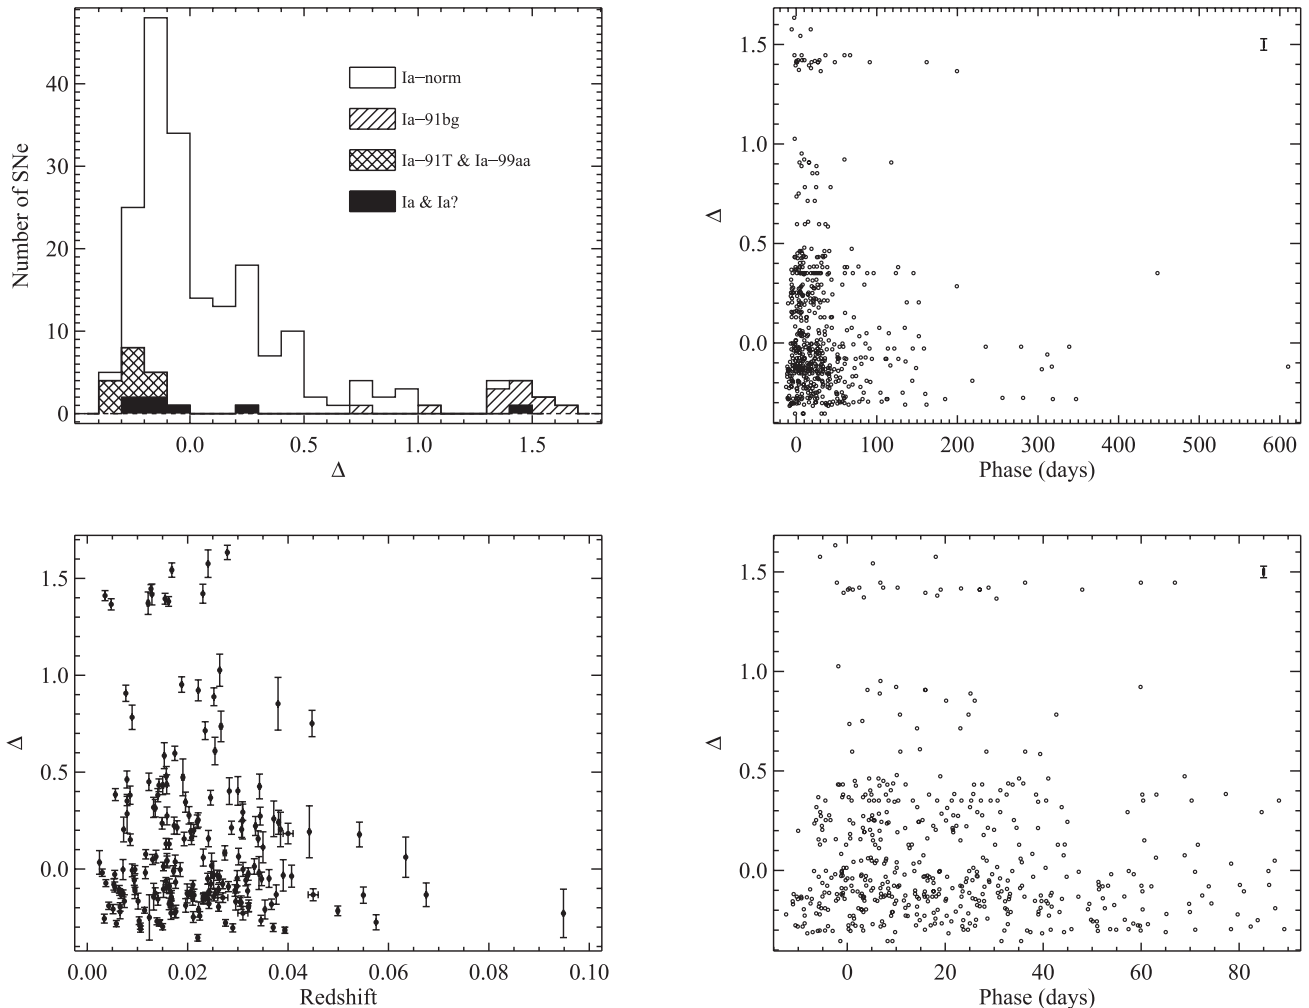 Number of SNe
40
30
20
10
0
0.0 0.5 1.0 1.5
Δ
Ia−norm
Ia−91bg
Ia−91T & Ia−99aa
Ia & Ia?
Δ
1.5
1.0
0.5
0.0
0 100 200 300 400 500 600
Phase (days)
Δ
1.5
1.0
0.5
0.0
0.00 0.02 0.04 0.06 0.08 0.10
Redshift
Δ
1.5
1.0
0.5
0.0
0 20 40 60 80
Phase (days)